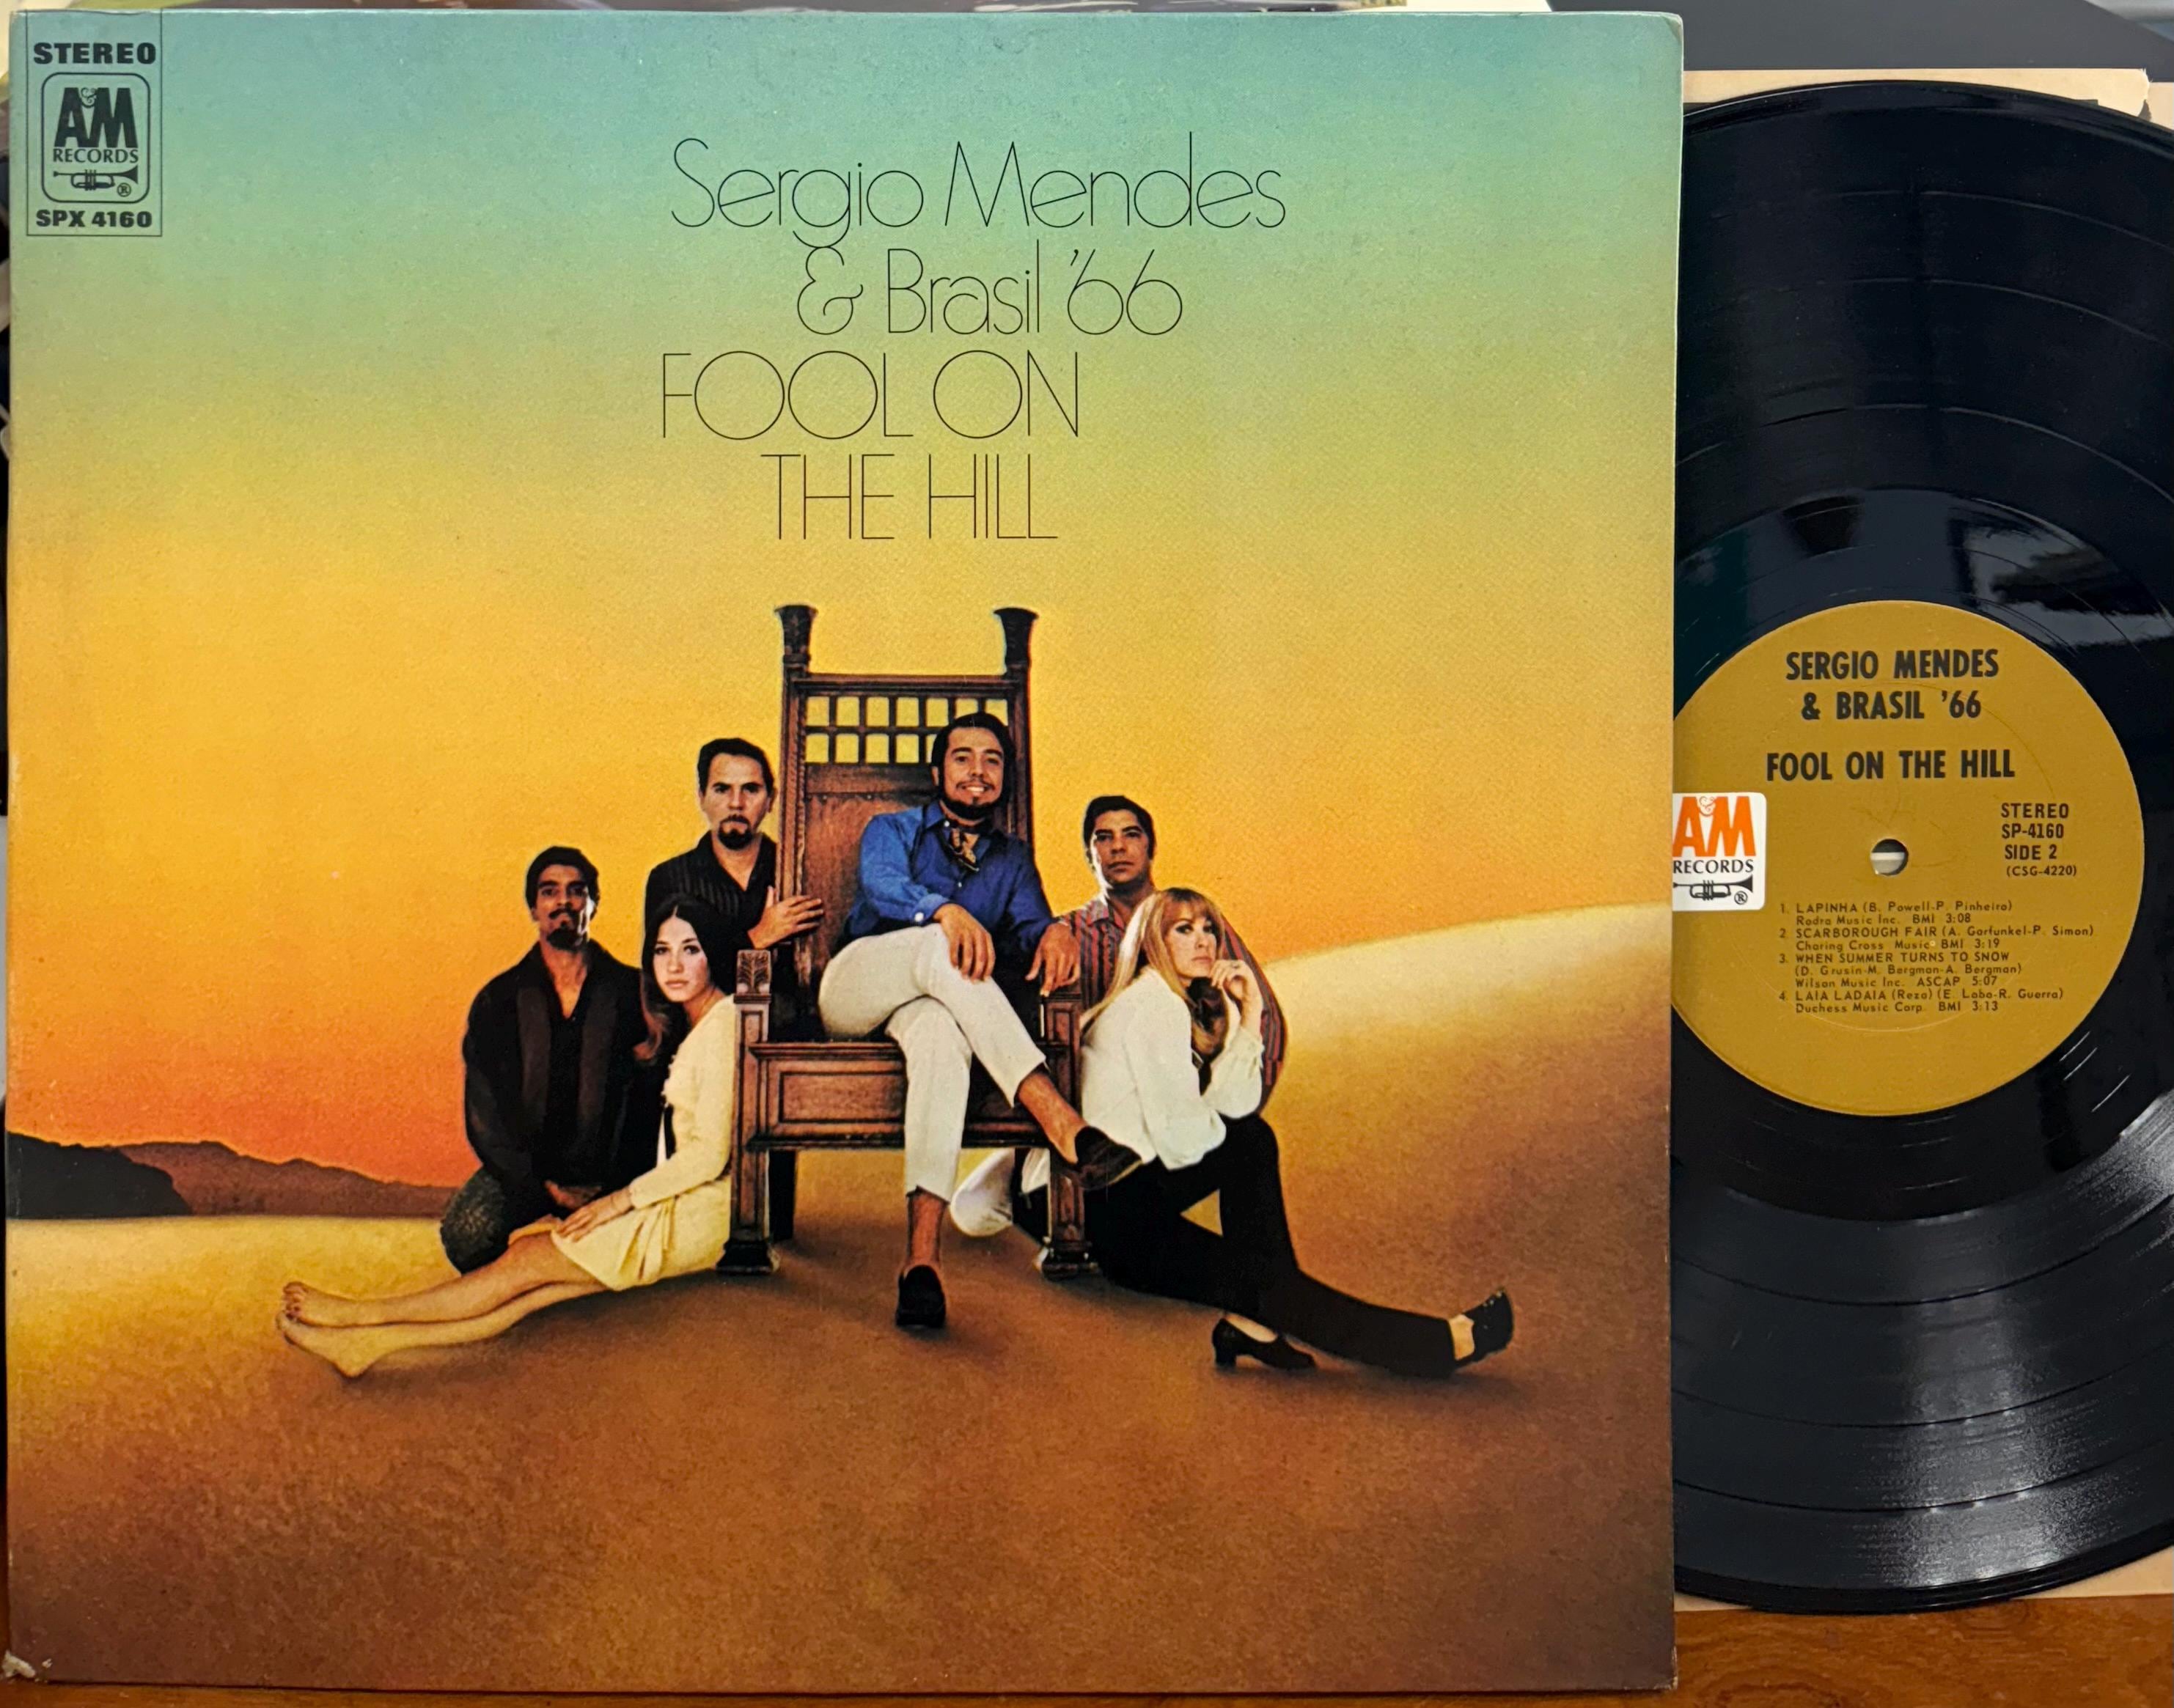 STEREO
A&M
RECORDS
®
SPX 4160
Sergio Mendes
& Brasil '66
FOOL ON
THE HILL
SERGIO MENDES
& BRASIL '66
FOOL ON THE HILL
A&M
RECORDS
®
STEREO
SP-4160
SIDE 2
(CSG-4220)
1. LAPINHA (B. Powell-P. Pinheiro)
Rodra Music Inc. BMI 3:08
2. SCARBOROUGH FAIR (A. Garfunkel-P. Simon)
Charing Cross Music BMI 3:19
3. WHEN SUMMER TURNS TO SNOW
(D. Grusin-M. Bergman-A. Bergman)
Wilson Music Inc. ASCAP 5:07
4. LAIA LADAIA (Reza) (E. Lobo-R. Guerra)
Duchess Music Corp. BMI 3:13